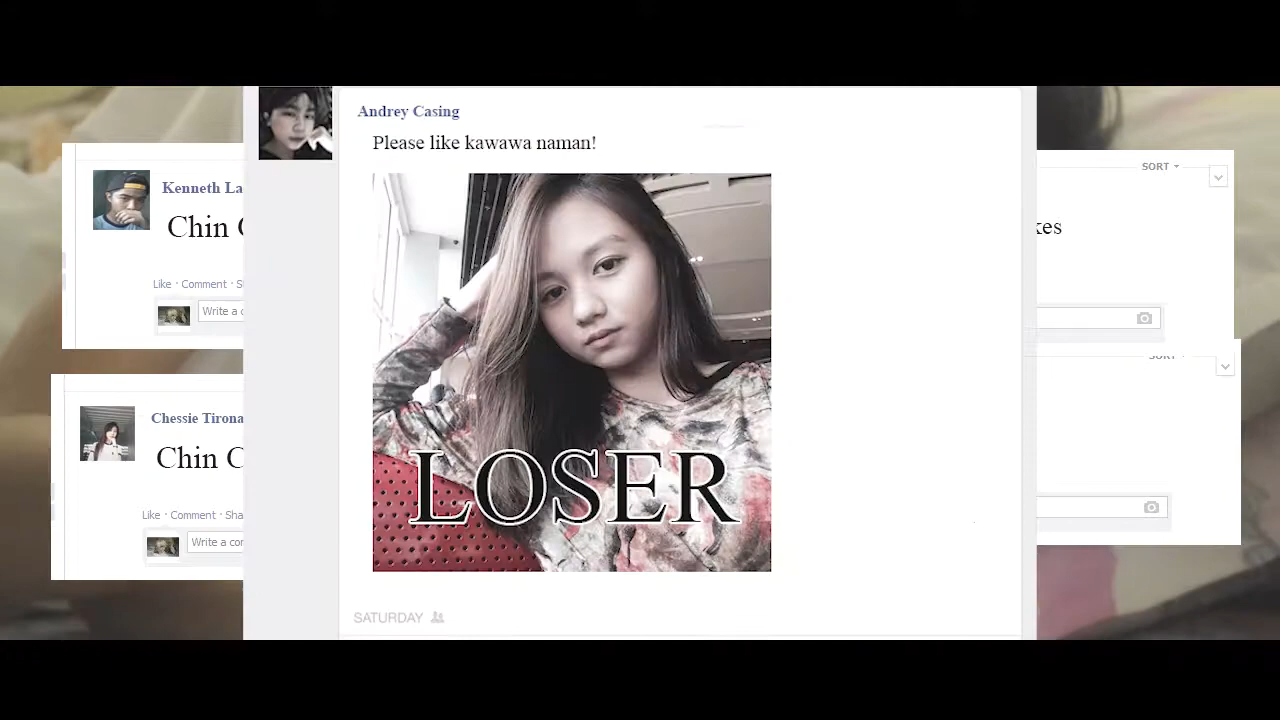 Andrey Casing
Please like kawawa naman!
LOSER
SATURDAY
Kenneth La
Chin
Like · Comment · S
Write a c
Chessie Tirona
Chin
Like · Comment · Sha
Write a cor
SORT
kes
SORT